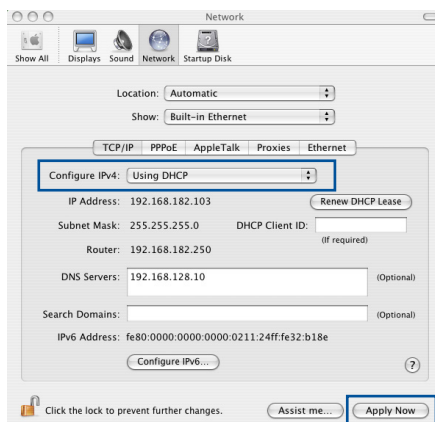 Network
Show All Displays Sound Network Startup Disk
Location: Automatic
Show: Built-in Ethernet
TCP/IP PPPoE AppleTalk Proxies Ethernet
Configure IPv4: Using DHCP
IP Address: 192.168.182.103 Renew DHCP Lease
Subnet Mask: 255.255.255.0 DHCP Client ID:
(If required)
Router: 192.168.182.250
DNS Servers: 192.168.128.10 (Optional)
Search Domains: (Optional)
IPv6 Address: fe80:0000:0000:0000:0211:24ff:fe32:b18e
Configure IPv6... ?
Click the lock to prevent further changes. Assist me... Apply Now